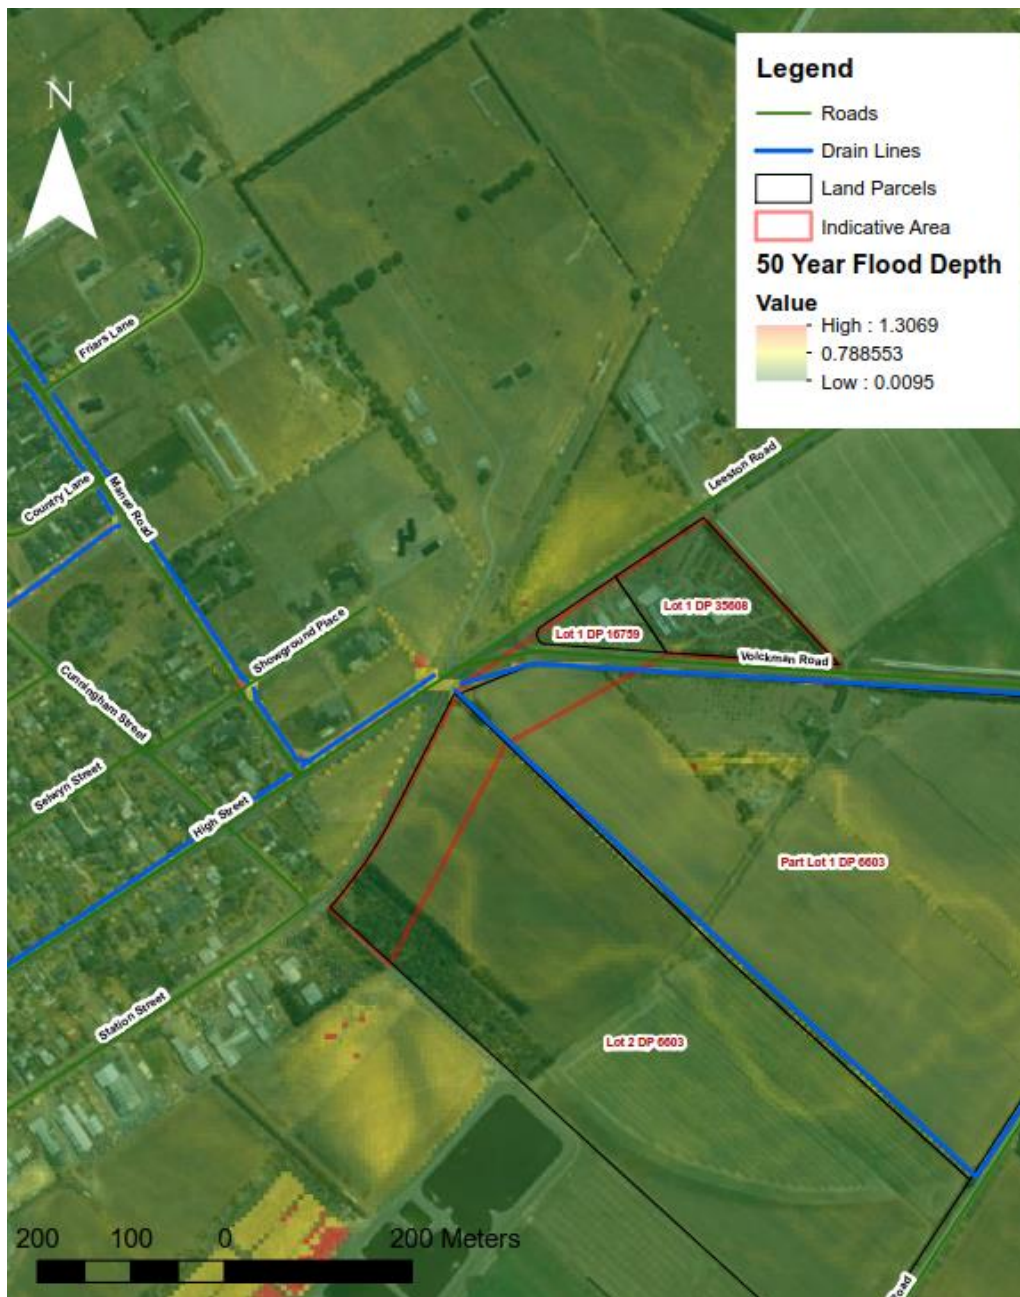 Legend
N
Roads
Drain Lines
Land Parcels
Indicative Area
50 Year Flood Depth
Value
High : 1.3069
0.788553
Low : 0.0095
Friars Lane
Leeston Road
Country Lane
Manse Road
Lot 1 DP 35608
Lot 1 DP 16759
Showground Place
Volckman Road
Cunningham Street
Selwyn Street
High Street
Part Lot 1 DP 6603
Station Street
Lot 2 DP 6603
200 100 0 200 Meters
Road